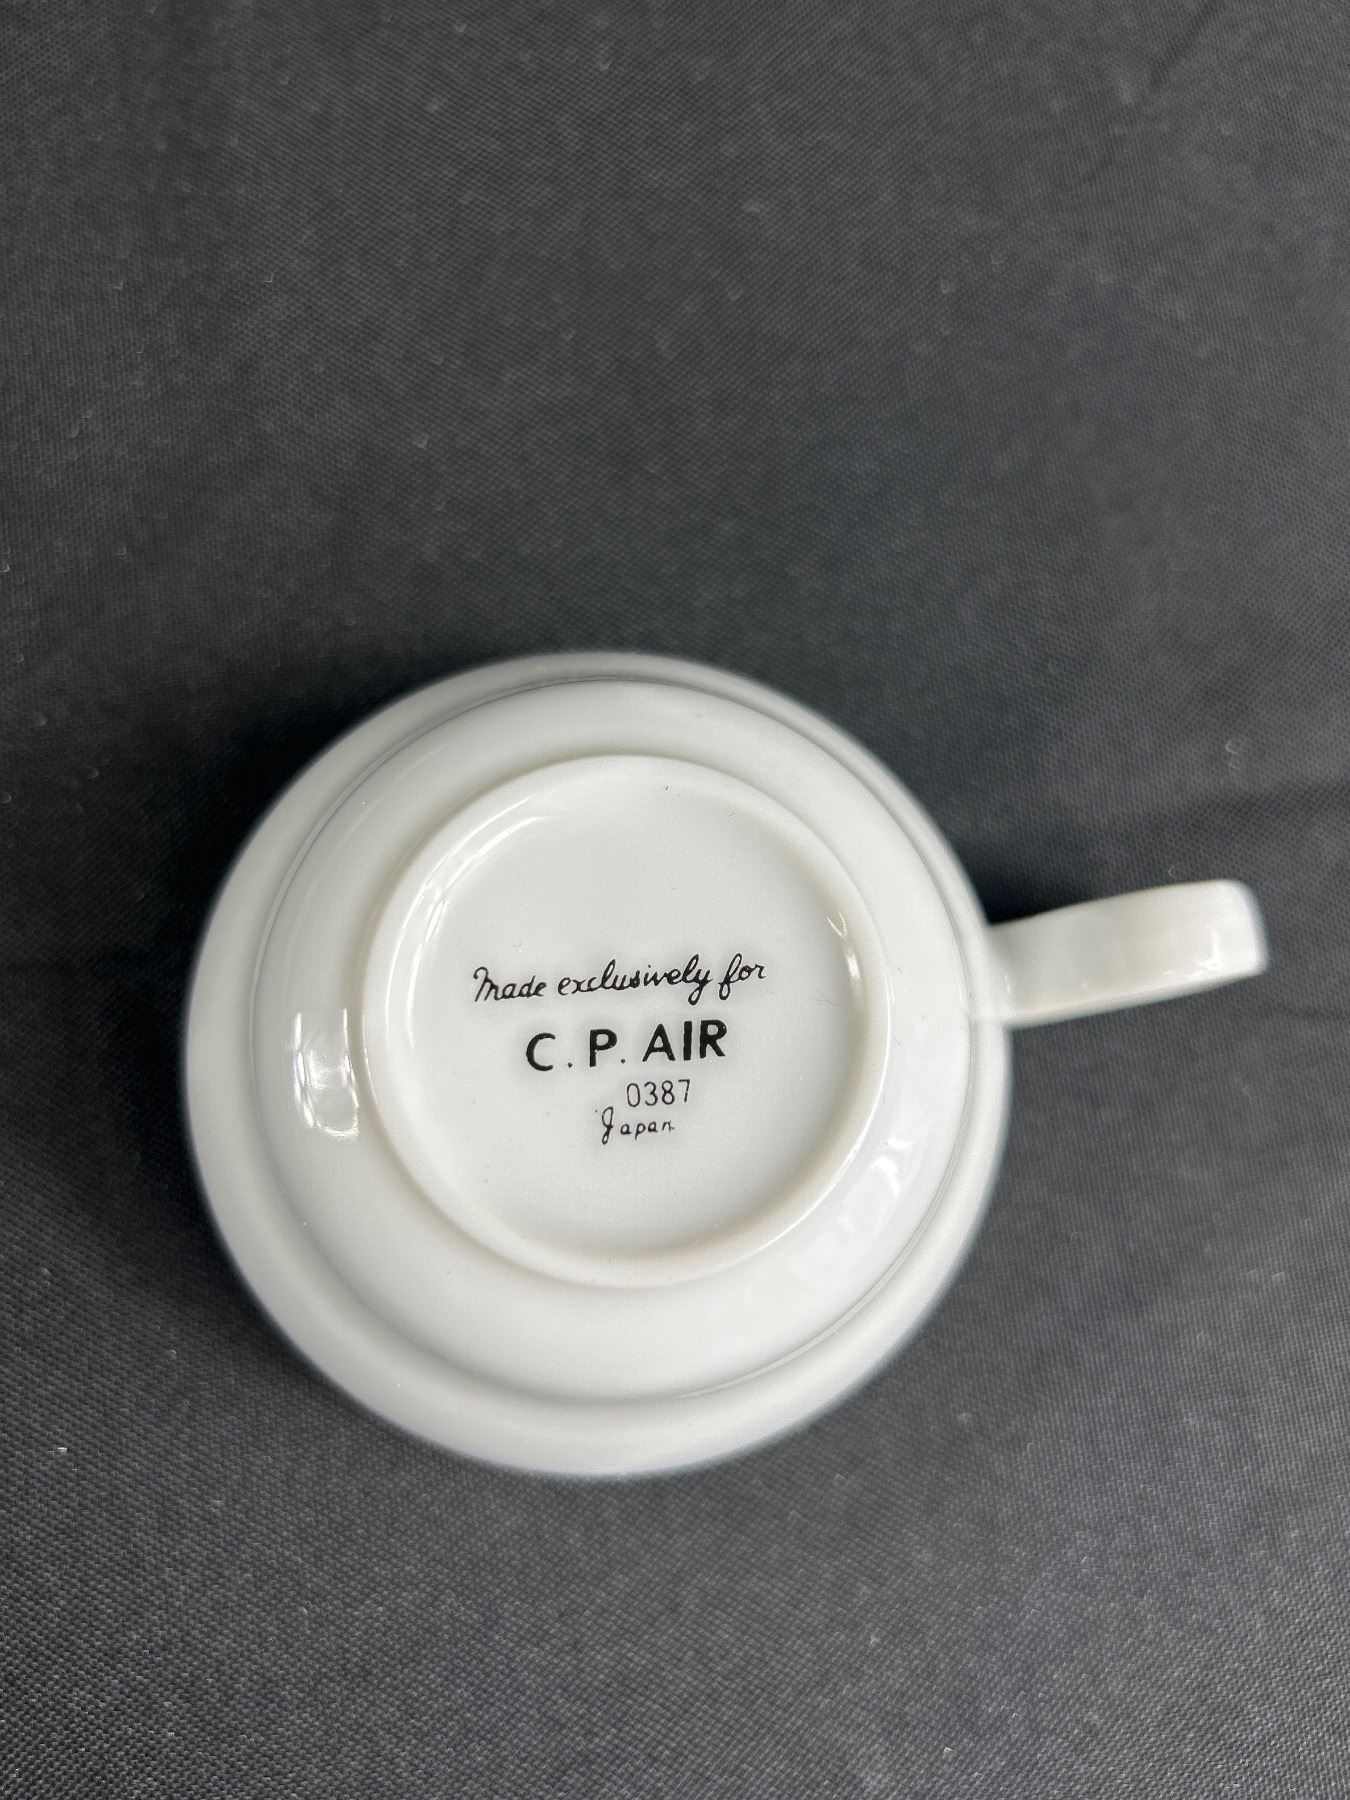 Made exclusively for
C. P. AIR
0387
Japan